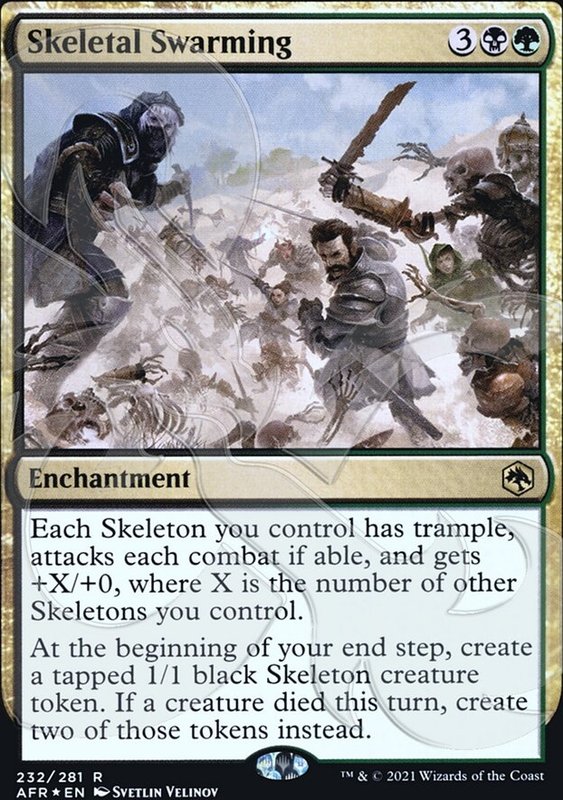 Skeletal Swarming 3
Enchantment
Each Skeleton you control has trample,
attacks each combat if able, and gets
+X/+0, where X is the number of other
Skeletons you control.
At the beginning of your end step, create
a tapped 1/1 black Skeleton creature
token. If a creature died this turn, create
two of those tokens instead.
232/281 R
AFR★EN Svetlin Velinov
™ & © 2021 Wizards of the Coast